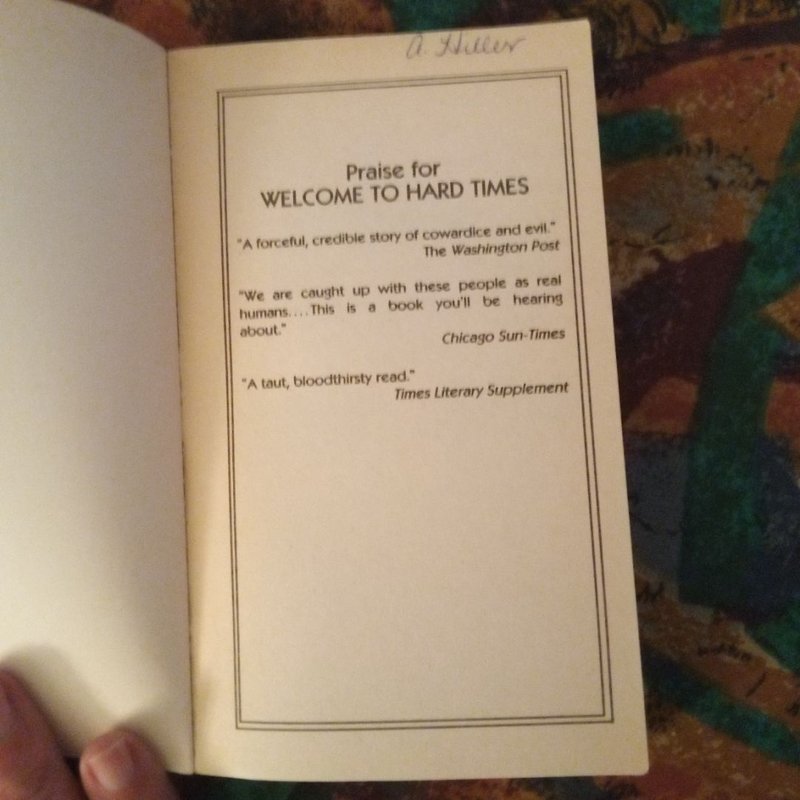 A. Hiller
Praise for
WELCOME TO HARD TIMES
"A forceful, credible story of cowardice and evil."
The Washington Post
"We are caught up with these people as real
humans....This is a book you'll be hearing
about."
Chicago Sun-Times
"A taut, bloodthirsty read."
Times Literary Supplement